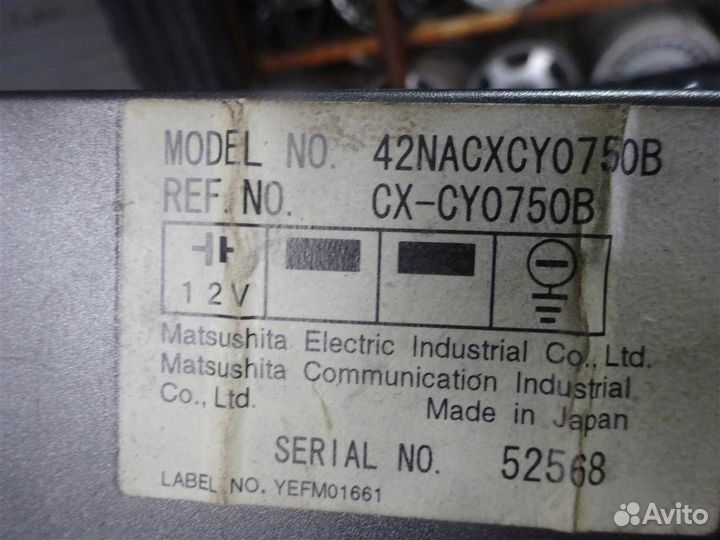 MODEL NO. 42NACXCY0750B
REF. NO. CX-CY0750B
12V
Matsushita Electric Industrial Co., Ltd.
Matsushita Communication Industrial
Co., Ltd. Made in Japan
SERIAL NO. 52568
LABEL NO. YEFM01661
Avito